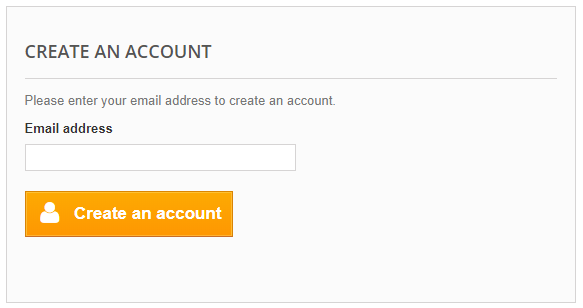 CREATE AN ACCOUNT
Please enter your email address to create an account.
Email address
Create an account